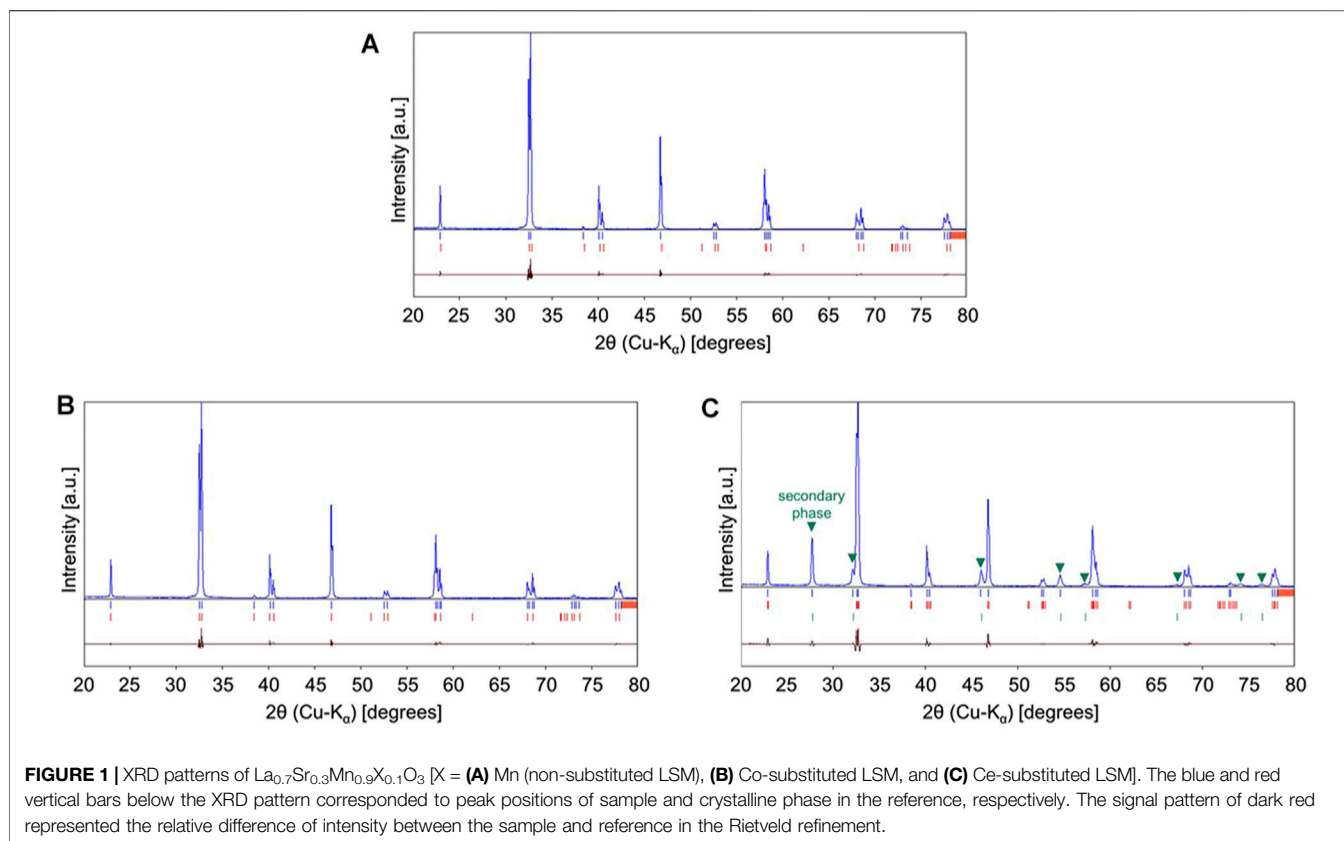 A
Intrensity [a.u.]
20 25 30 35 40 45 50 55 60 65 70 75 80
2θ (Cu-Kα) [degrees]
B
Intrensity [a.u.]
20 25 30 35 40 45 50 55 60 65 70 75 80
2θ (Cu-Kα) [degrees]
C
Intrensity [a.u.]
secondary
phase
20 25 30 35 40 45 50 55 60 65 70 75 80
2θ (Cu-Kα) [degrees]
FIGURE 1 | XRD patterns of La0.7Sr0.3Mn0.9X0.1O3 [X = (A) Mn (non-substituted LSM), (B) Co-substituted LSM, and (C) Ce-substituted LSM]. The blue and red
vertical bars below the XRD pattern corresponded to peak positions of sample and crystalline phase in the reference, respectively. The signal pattern of dark red
represented the relative difference of intensity between the sample and reference in the Rietveld refinement.